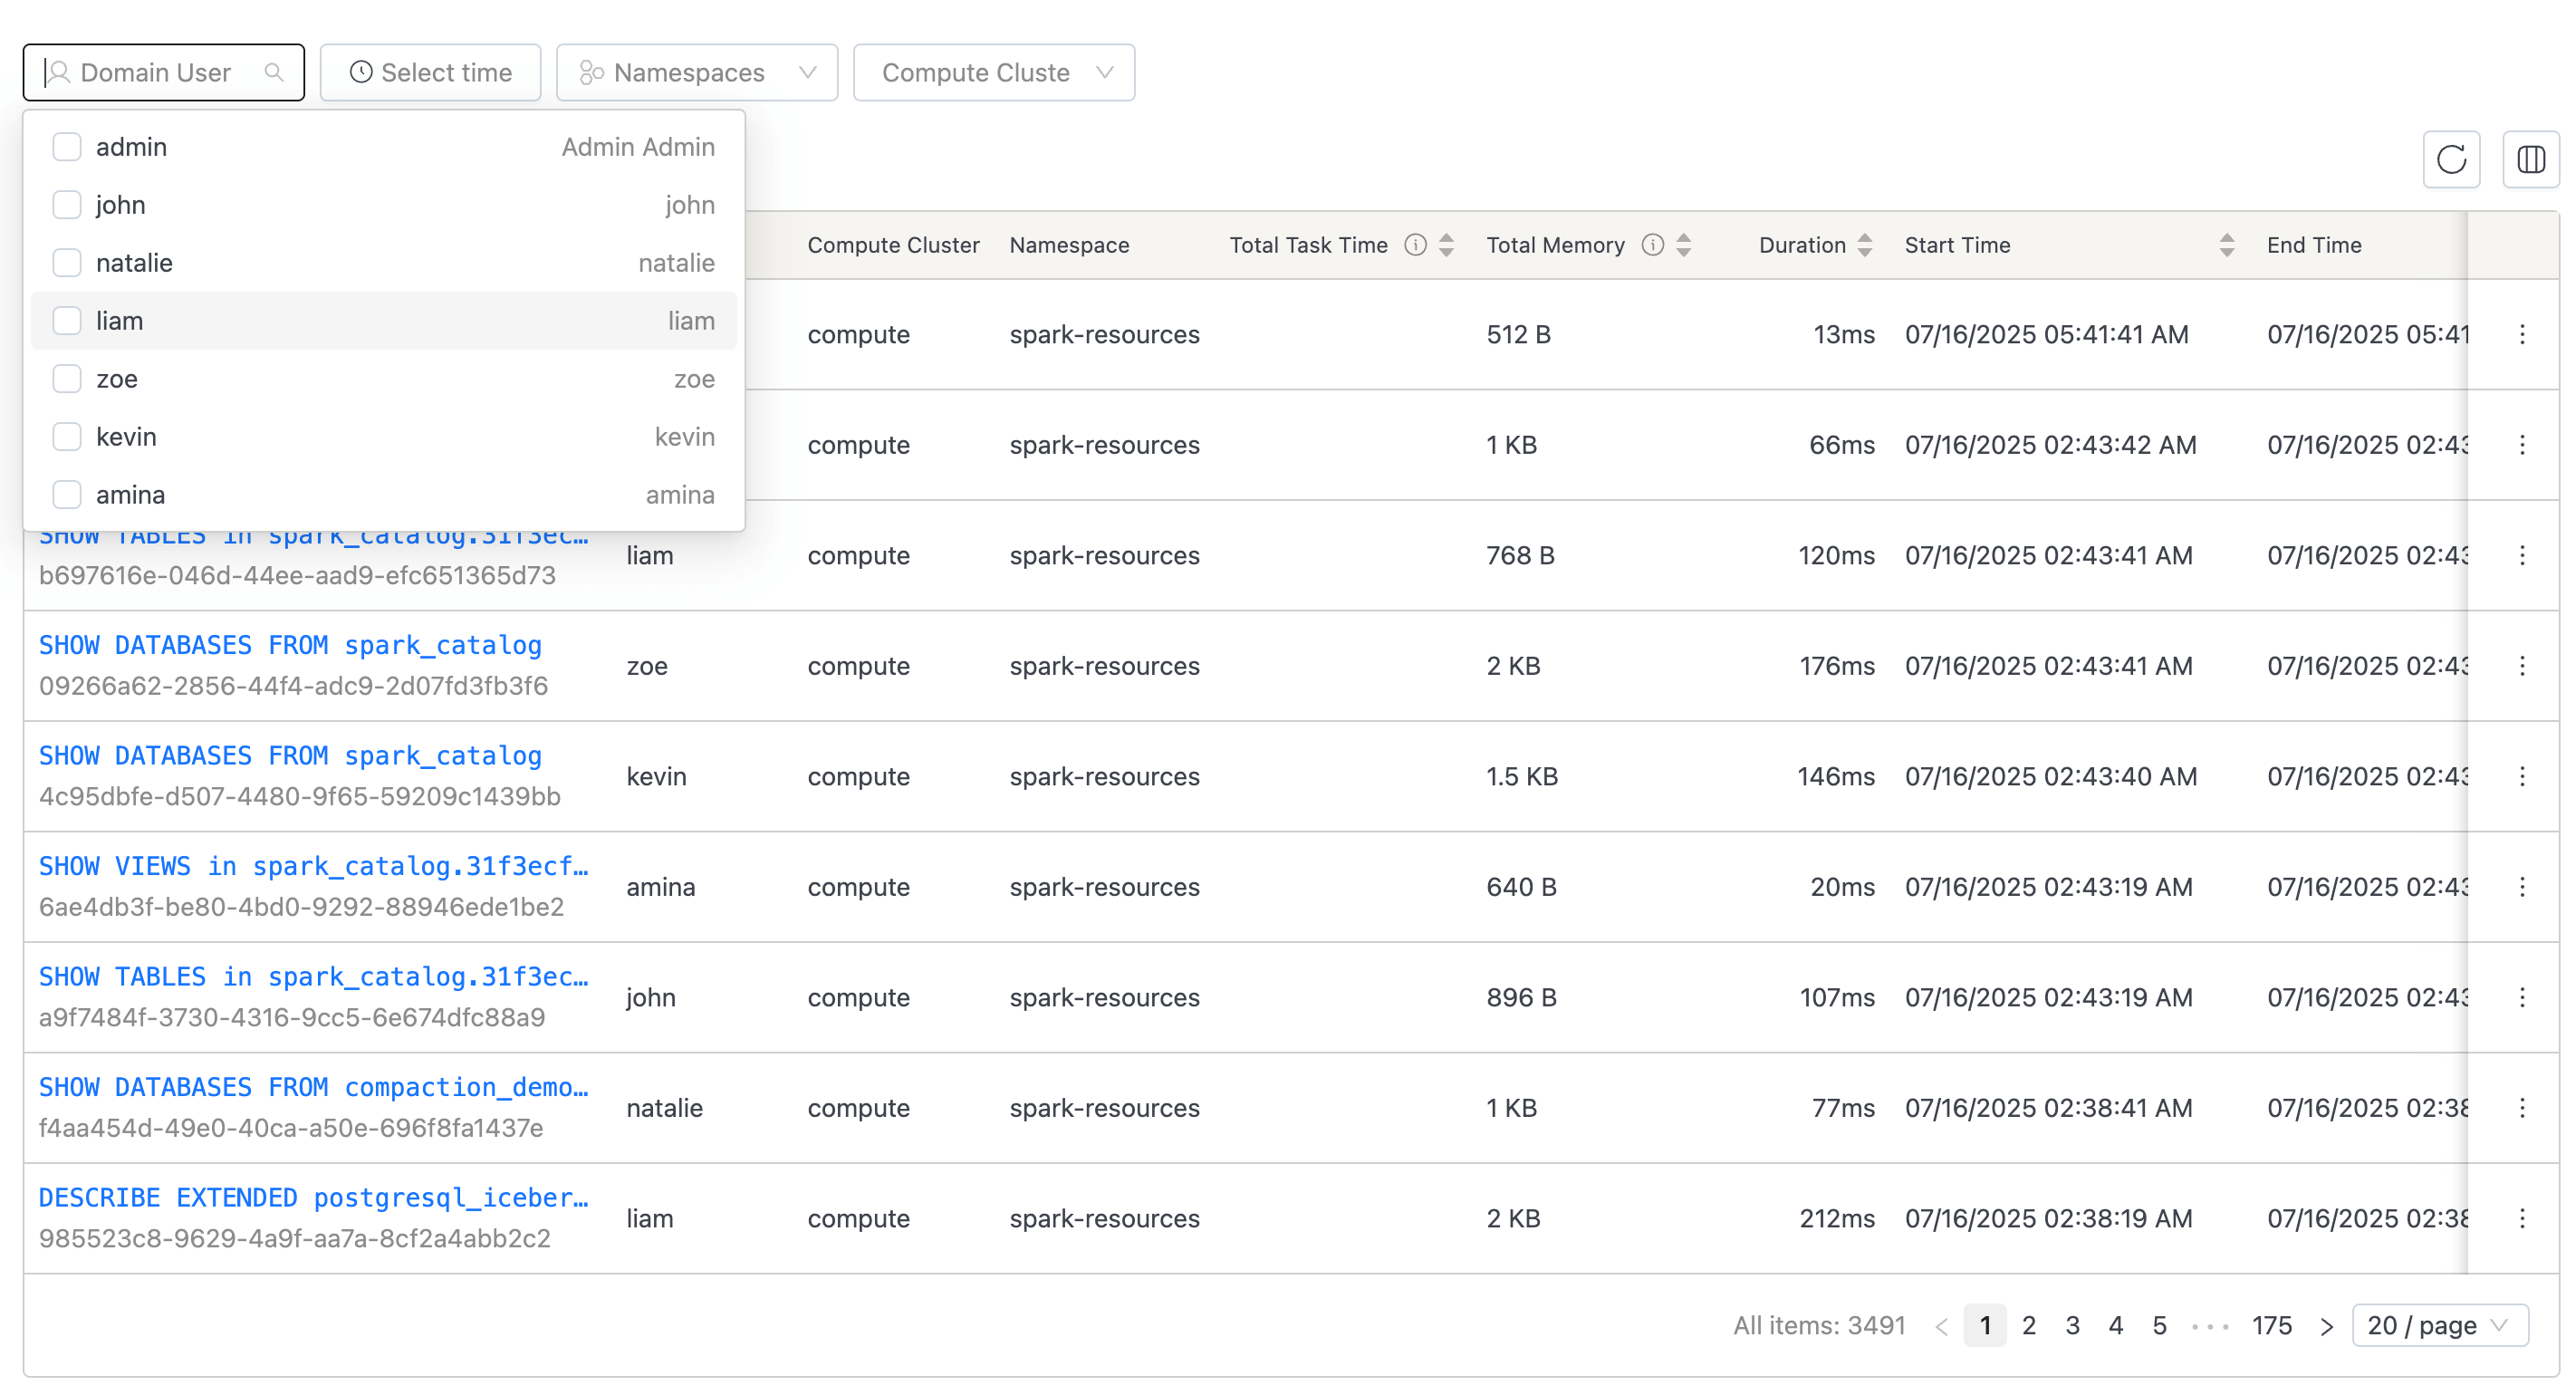 Domain User Select time Namespaces Compute Cluste
admin Admin Admin
john john
natalie natalie
liam liam
zoe zoe
kevin kevin
amina amina
Compute Cluster Namespace Total Task Time Total Memory Duration Start Time End Time
compute spark-resources 512 B 13ms 07/16/2025 05:41:41 AM 07/16/2025 05:41
compute spark-resources 1 KB 66ms 07/16/2025 02:43:42 AM 07/16/2025 02:43
SHOW TABLES in spark_catalog.31f3ec…
b697616e-046d-44ee-aad9-efc651365d73
liam compute spark-resources 768 B 120ms 07/16/2025 02:43:41 AM 07/16/2025 02:43
SHOW DATABASES FROM spark_catalog
09266a62-2856-44f4-adc9-2d07fd3fb3f6
zoe compute spark-resources 2 KB 176ms 07/16/2025 02:43:41 AM 07/16/2025 02:43
SHOW DATABASES FROM spark_catalog
4c95dbfe-d507-4480-9f65-59209c1439bb
kevin compute spark-resources 1.5 KB 146ms 07/16/2025 02:43:40 AM 07/16/2025 02:43
SHOW VIEWS in spark_catalog.31f3ecf…
6ae4db3f-be80-4bd0-9292-88946ede1be2
amina compute spark-resources 640 B 20ms 07/16/2025 02:43:19 AM 07/16/2025 02:43
SHOW TABLES in spark_catalog.31f3ec…
a9f7484f-3730-4316-9cc5-6e674dfc88a9
john compute spark-resources 896 B 107ms 07/16/2025 02:43:19 AM 07/16/2025 02:43
SHOW DATABASES FROM compaction_demo…
f4aa454d-49e0-40ca-a50e-696f8fa1437e
natalie compute spark-resources 1 KB 77ms 07/16/2025 02:38:41 AM 07/16/2025 02:38
DESCRIBE EXTENDED postgresql_iceber…
985523c8-9629-4a9f-aa7a-8cf2a4abb2c2
liam compute spark-resources 2 KB 212ms 07/16/2025 02:38:19 AM 07/16/2025 02:38
All items: 3491 < 1 2 3 4 5 ••• 175 > 20 / page